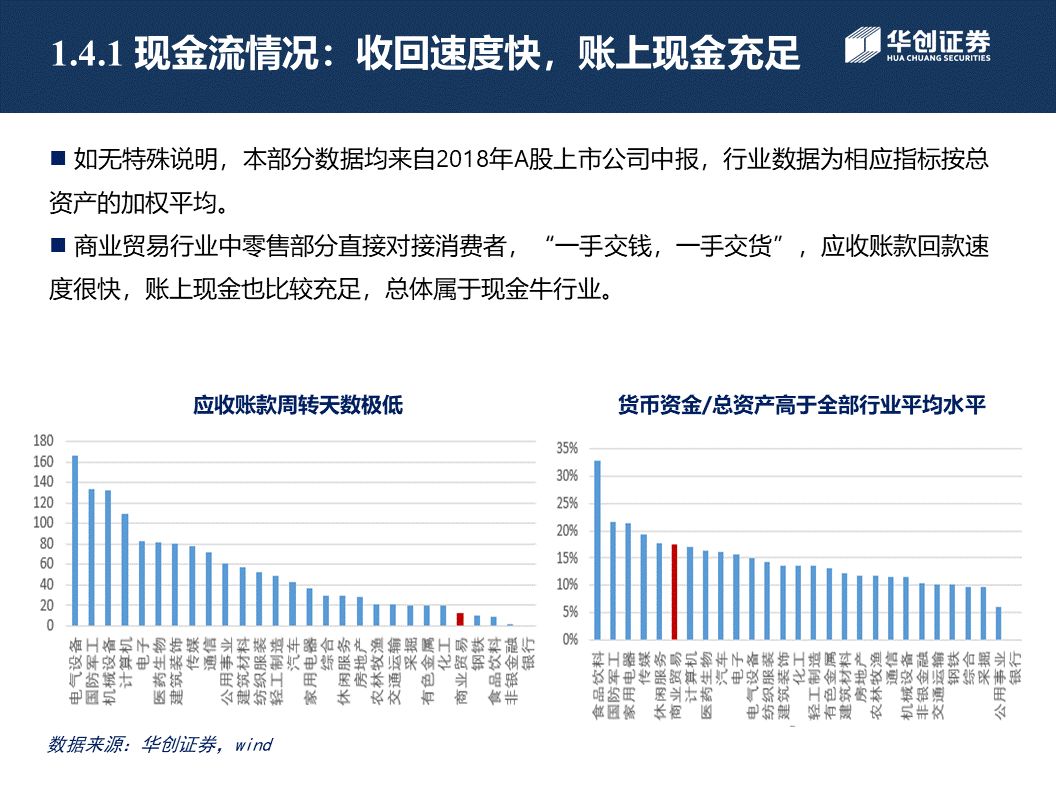 1.4.1 现金流情况：收回速度快，账上现金充足
华创证券
HUA CHUANG SECURITIES
■ 如无特殊说明，本部分数据均来自2018年A股上市公司中报，行业数据为相应指标按总
资产的加权平均。
■ 商业贸易行业中零售部分直接对接消费者，“一手交钱，一手交货”，应收账款回款速
度很快，账上现金也比较充足，总体属于现金牛行业。
应收账款周转天数极低
180
160
140
120
100
80
60
40
20
0
电气设备
国防军工
机械设备
计算机
电子
医药生物
建筑装饰
传媒
通信
公用事业
建筑材料
纺织服装
轻工制造
汽车
家用电器
综合
休闲服务
房地产
农林牧渔
交通运输
采掘
有色金属
化工
商业贸易
钢铁
食品饮料
非银金融
银行
货币资金/总资产高于全部行业平均水平
35%
30%
25%
20%
15%
10%
5%
0%
食品饮料
国防军工
家用电器
传媒
休闲服务
商业贸易
计算机
医药生物
汽车
电子
电气设备
纺织服装
建筑装饰
化工
轻工制造
有色金属
建筑材料
房地产
农林牧渔
通信
机械设备
非银金融
交通运输
钢铁
综合
采掘
公用事业
银行
数据来源：华创证券，wind